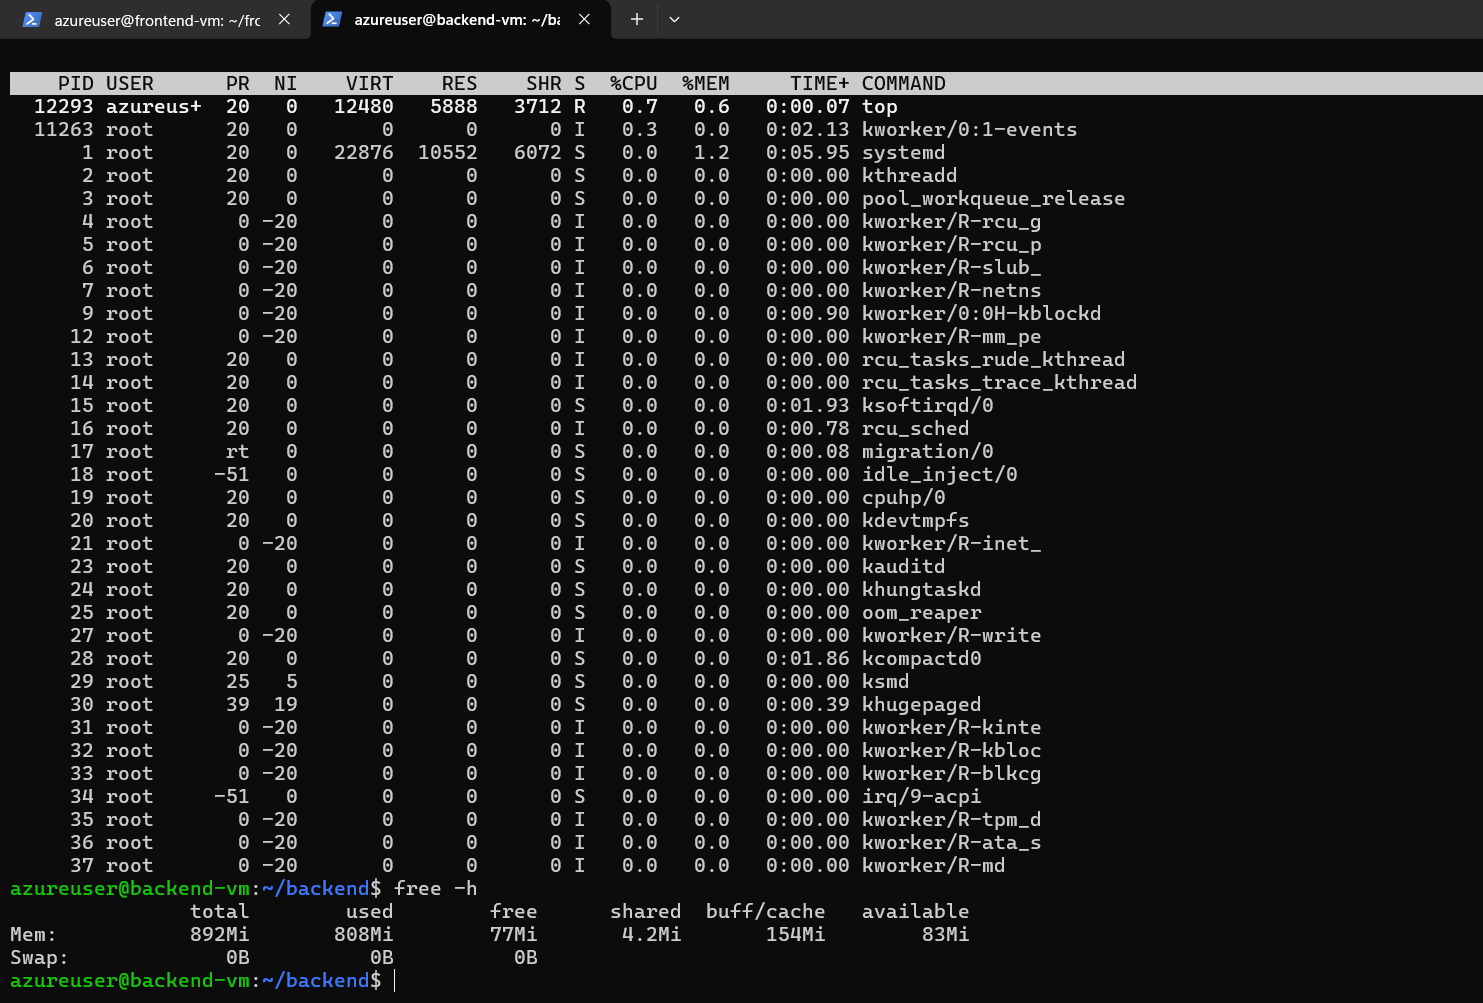 azureuser@frontend-vm: ~/frc
azureuser@backend-vm: ~/ba
PID USER PR NI VIRT RES SHR S %CPU %MEM TIME+ COMMAND
12293 azureus+ 20 0 12480 5888 3712 R 0.7 0.6 0:00.07 top
11263 root 20 0 0 0 0 I 0.3 0.0 0:02.13 kworker/0:1-events
1 root 20 0 22876 10552 6072 S 0.0 1.2 0:05.95 systemd
2 root 20 0 0 0 0 S 0.0 0.0 0:00.00 kthreadd
3 root 20 0 0 0 0 S 0.0 0.0 0:00.00 pool_workqueue_release
4 root 0 -20 0 0 0 I 0.0 0.0 0:00.00 kworker/R-rcu_g
5 root 0 -20 0 0 0 I 0.0 0.0 0:00.00 kworker/R-rcu_p
6 root 0 -20 0 0 0 I 0.0 0.0 0:00.00 kworker/R-slub_
7 root 0 -20 0 0 0 I 0.0 0.0 0:00.00 kworker/R-netns
9 root 0 -20 0 0 0 I 0.0 0.0 0:00.90 kworker/0:0H-kblockd
12 root 0 -20 0 0 0 I 0.0 0.0 0:00.00 kworker/R-mm_pe
13 root 20 0 0 0 0 I 0.0 0.0 0:00.00 rcu_tasks_rude_kthread
14 root 20 0 0 0 0 I 0.0 0.0 0:00.00 rcu_tasks_trace_kthread
15 root 20 0 0 0 0 S 0.0 0.0 0:01.93 ksoftirqd/0
16 root 20 0 0 0 0 I 0.0 0.0 0:00.78 rcu_sched
17 root rt 0 0 0 0 S 0.0 0.0 0:00.08 migration/0
18 root -51 0 0 0 0 S 0.0 0.0 0:00.00 idle_inject/0
19 root 20 0 0 0 0 S 0.0 0.0 0:00.00 cpuhp/0
20 root 20 0 0 0 0 S 0.0 0.0 0:00.00 kdevtmpfs
21 root 0 -20 0 0 0 I 0.0 0.0 0:00.00 kworker/R-inet_
23 root 20 0 0 0 0 S 0.0 0.0 0:00.00 kauditd
24 root 20 0 0 0 0 S 0.0 0.0 0:00.00 khungtaskd
25 root 20 0 0 0 0 S 0.0 0.0 0:00.00 oom_reaper
27 root 0 -20 0 0 0 I 0.0 0.0 0:00.00 kworker/R-write
28 root 20 0 0 0 0 S 0.0 0.0 0:01.86 kcompactd0
29 root 25 5 0 0 0 S 0.0 0.0 0:00.00 ksmd
30 root 39 19 0 0 0 S 0.0 0.0 0:00.39 khugepaged
31 root 0 -20 0 0 0 I 0.0 0.0 0:00.00 kworker/R-kinte
32 root 0 -20 0 0 0 I 0.0 0.0 0:00.00 kworker/R-kbloc
33 root 0 -20 0 0 0 I 0.0 0.0 0:00.00 kworker/R-blkcg
34 root -51 0 0 0 0 S 0.0 0.0 0:00.00 irq/9-acpi
35 root 0 -20 0 0 0 I 0.0 0.0 0:00.00 kworker/R-tpm_d
36 root 0 -20 0 0 0 I 0.0 0.0 0:00.00 kworker/R-ata_s
37 root 0 -20 0 0 0 I 0.0 0.0 0:00.00 kworker/R-md
azureuser@backend-vm:~/backend$ free -h
total used free shared buff/cache available
Mem: 892Mi 808Mi 77Mi 4.2Mi 154Mi 83Mi
Swap: 0B 0B 0B
azureuser@backend-vm:~/backend$